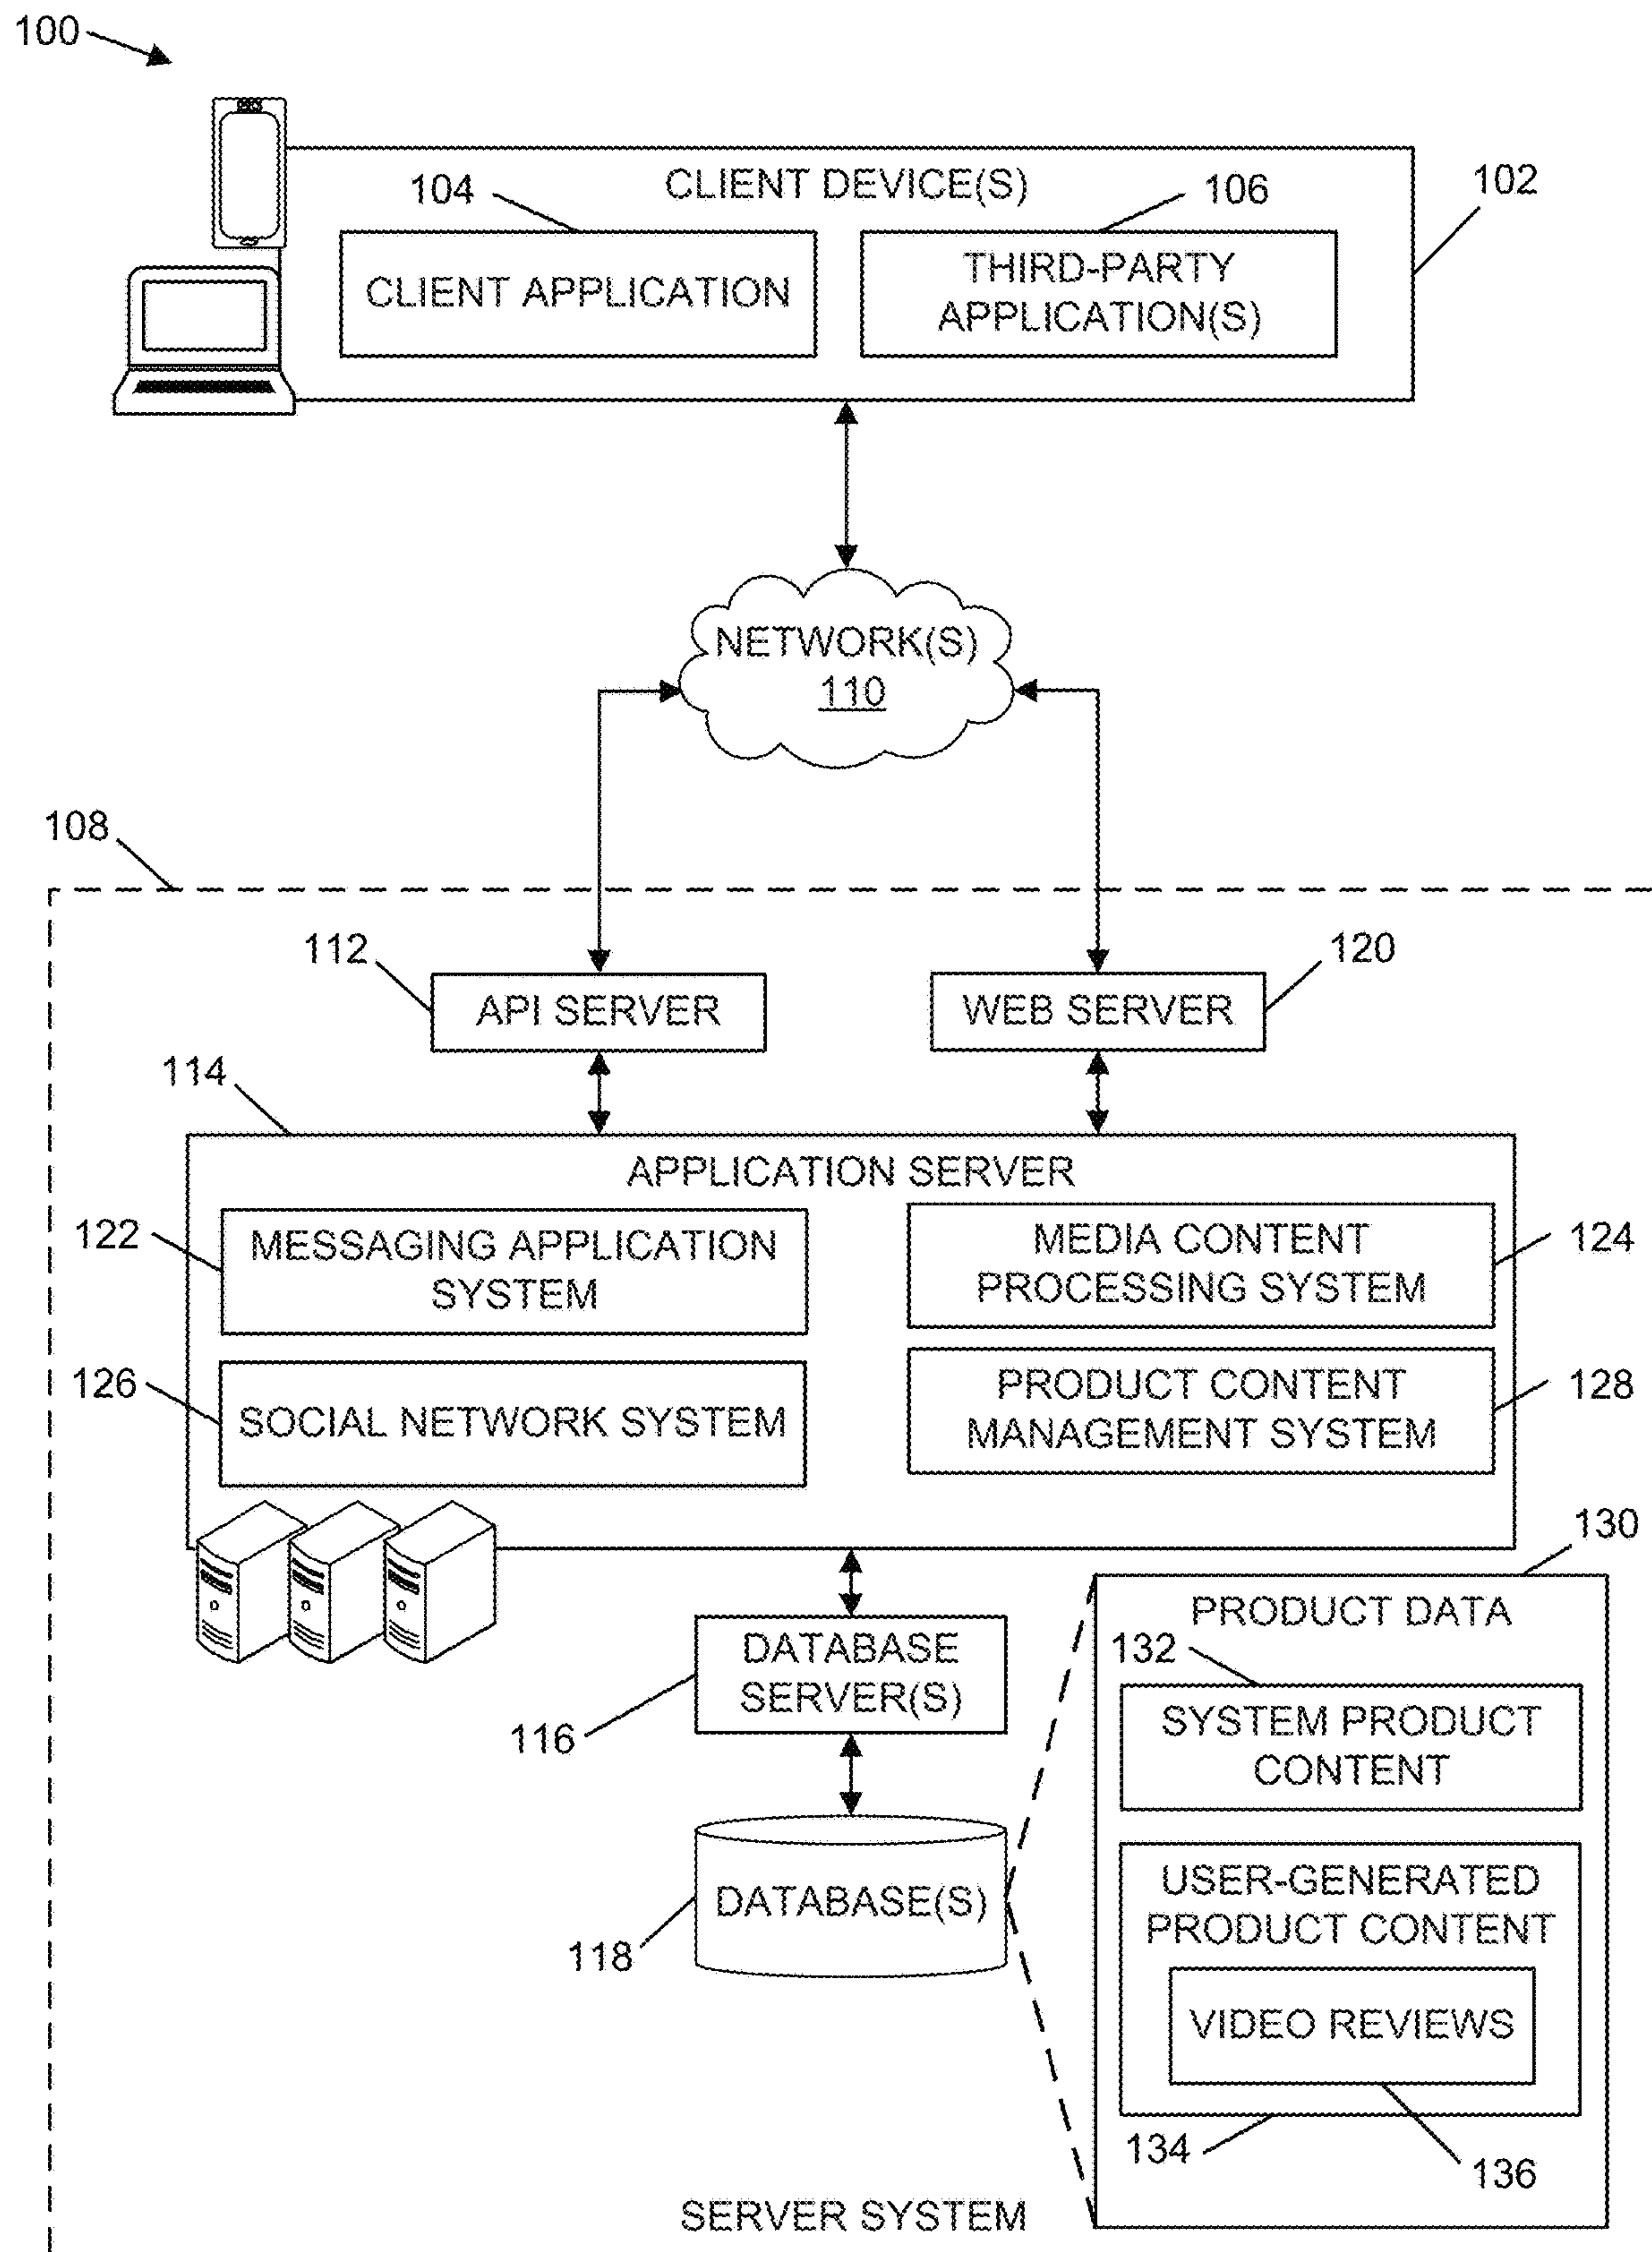 100
CLIENT DEVICE(S)
102
104
106
CLIENT APPLICATION
THIRD-PARTY
APPLICATION(S)
NETWORK(S)
110
108
112
120
API SERVER
WEB SERVER
114
APPLICATION SERVER
122
MESSAGING APPLICATION
SYSTEM
MEDIA CONTENT
PROCESSING SYSTEM
124
126
SOCIAL NETWORK SYSTEM
PRODUCT CONTENT
MANAGEMENT SYSTEM
128
130
PRODUCT DATA
DATABASE
SERVER(S)
116
132
SYSTEM PRODUCT
CONTENT
DATABASE(S)
118
USER-GENERATED
PRODUCT CONTENT
VIDEO REVIEWS
134
136
SERVER SYSTEM